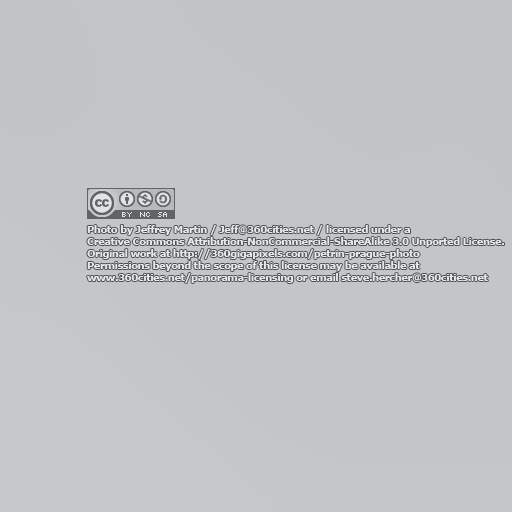 cc
BY NC SA
Photo by Jeffrey Martin / Jeff@360cities.net / licensed under a
Creative Commons Attribution-NonCommercial-ShareAlike 3.0 Unported License.
Original work at http://360gigapixels.com/petrin-prague-photo
Permissions beyond the scope of this license may be available at
www.360cities.net/panorama-licensing or email steve.hercher@360cities.net